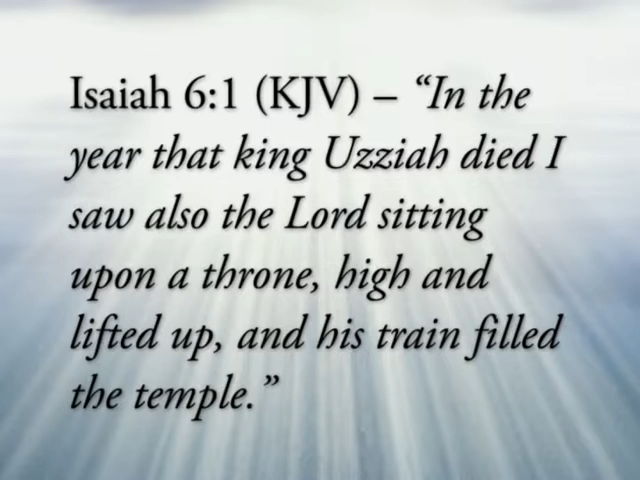 Isaiah 6:1 (KJV) – “In the
year that king Uzziah died I
saw also the Lord sitting
upon a throne, high and
lifted up, and his train filled
the temple.”